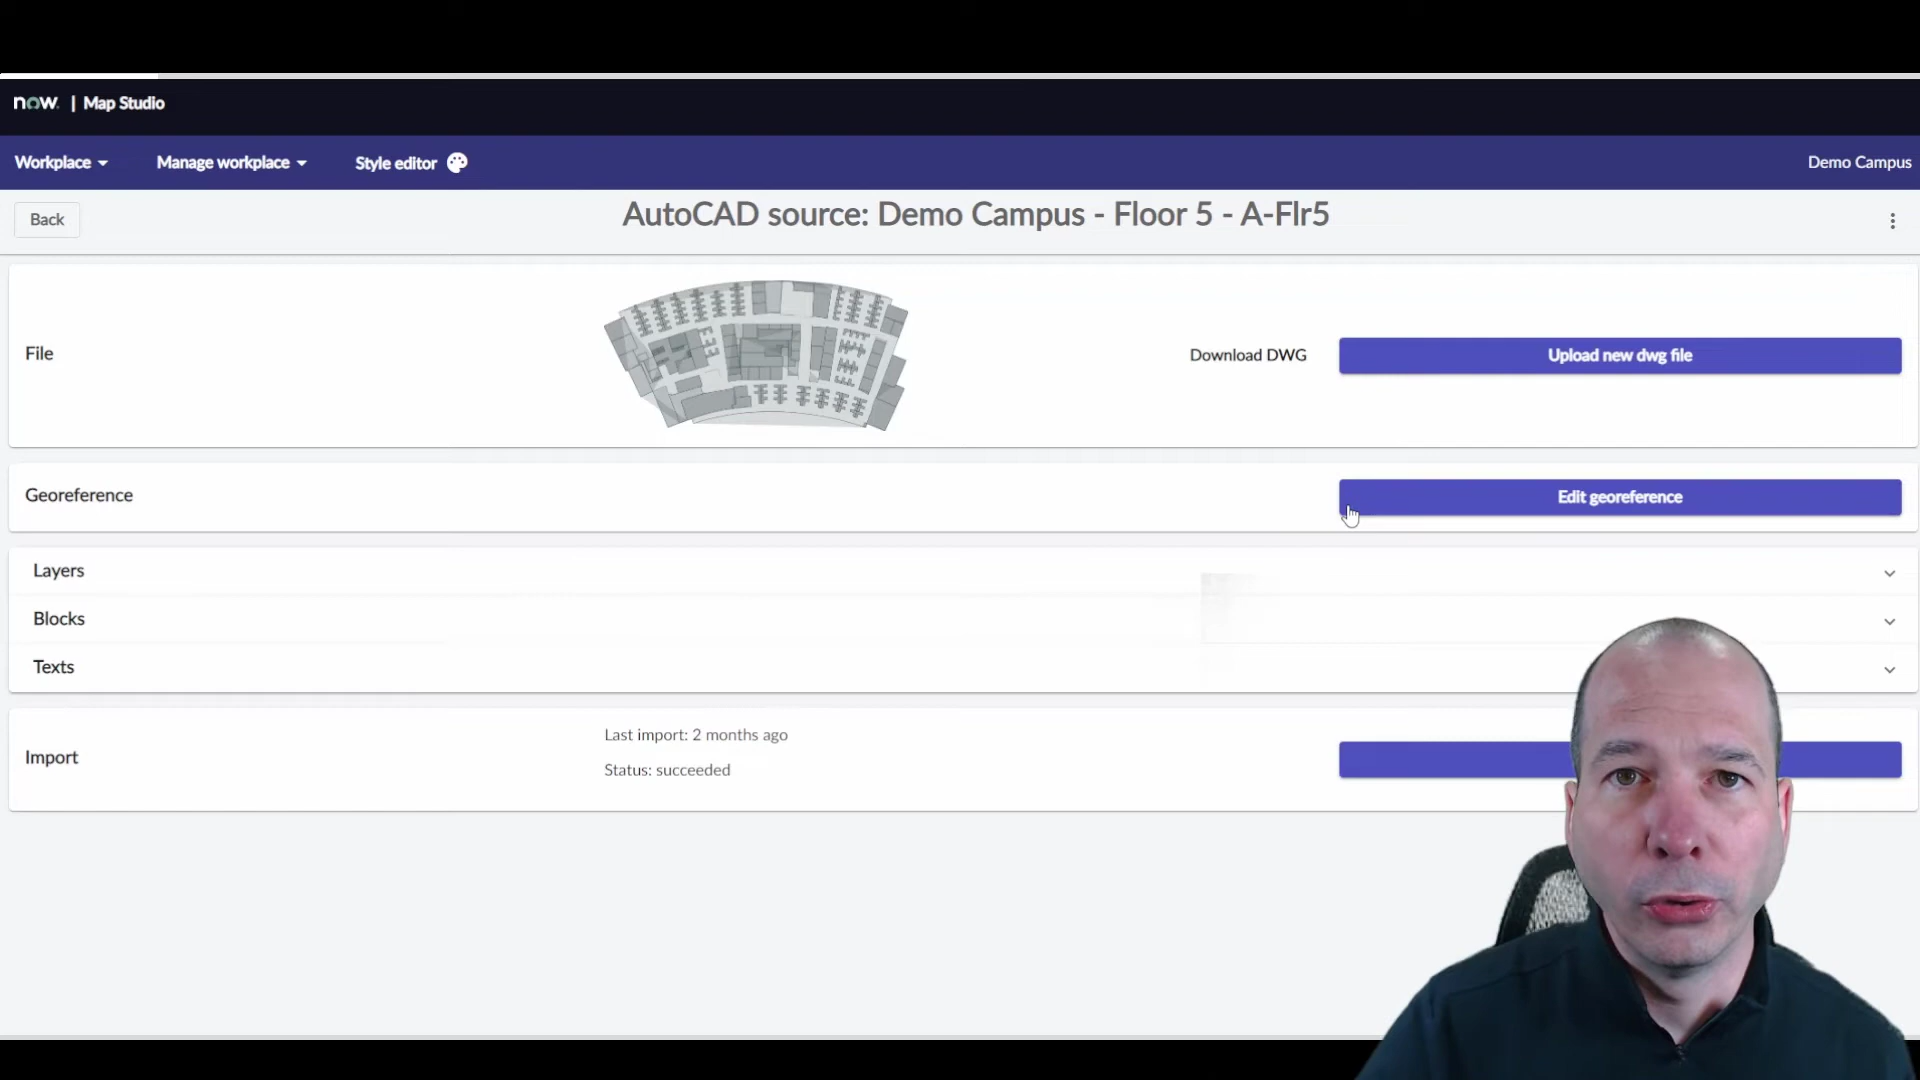 now. | Map Studio
Workplace
Manage workplace
Style editor
Demo Campus
Back
AutoCAD source: Demo Campus - Floor 5 - A-Flr5
File
Download DWG
Upload new dwg file
Georeference
Edit georeference
Layers
Blocks
Texts
Last import: 2 months ago
Import
Status: succeeded